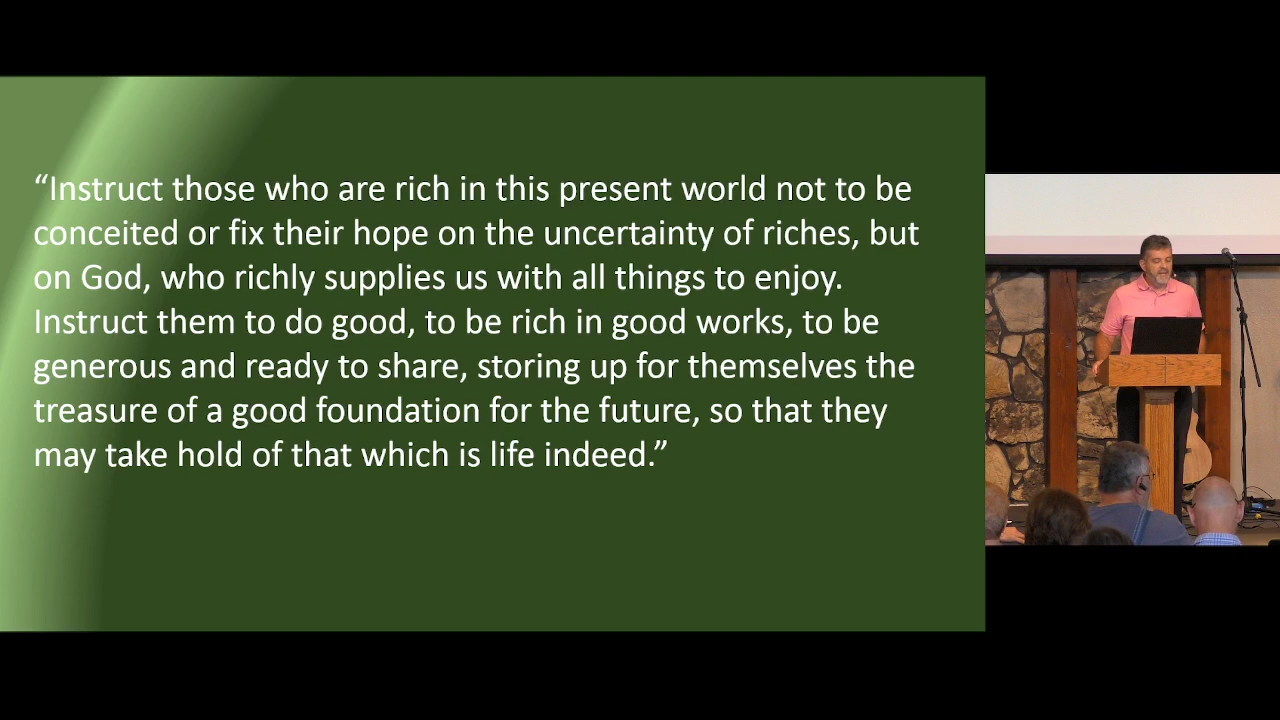 “Instruct those who are rich in this present world not to be
conceited or fix their hope on the uncertainty of riches, but
on God, who richly supplies us with all things to enjoy.
Instruct them to do good, to be rich in good works, to be
generous and ready to share, storing up for themselves the
treasure of a good foundation for the future, so that they
may take hold of that which is life indeed.”